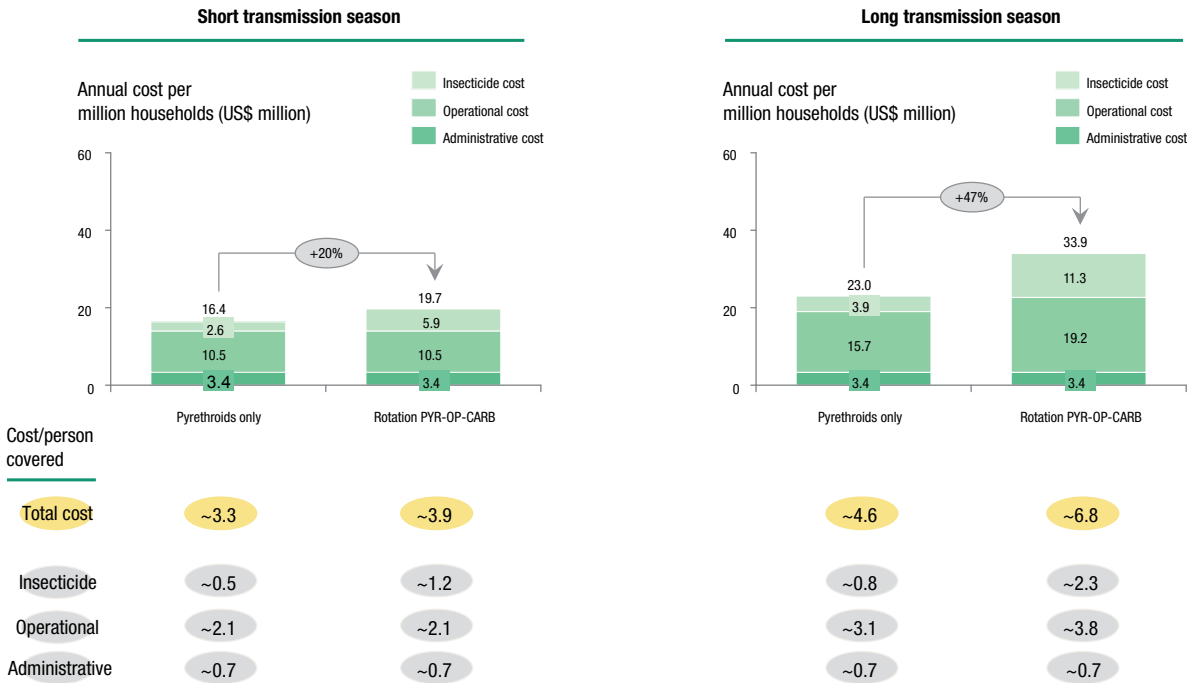 Short transmission season
Annual cost per
million households (US$ million)
Insecticide cost
Operational cost
Administrative cost
60
40
20
0
+20%
16.4
2.6
10.5
3.4
19.7
5.9
10.5
3.4
Pyrethroids only
Rotation PYR-OP-CARB
Long transmission season
Annual cost per
million households (US$ million)
Insecticide cost
Operational cost
Administrative cost
60
40
20
0
+47%
23.0
3.9
15.7
3.4
33.9
11.3
19.2
3.4
Pyrethroids only
Rotation PYR-OP-CARB
Cost/person
covered
Total cost ~3.3 ~3.9 ~4.6 ~6.8
Insecticide ~0.5 ~1.2 ~0.8 ~2.3
Operational ~2.1 ~2.1 ~3.1 ~3.8
Administrative ~0.7 ~0.7 ~0.7 ~0.7